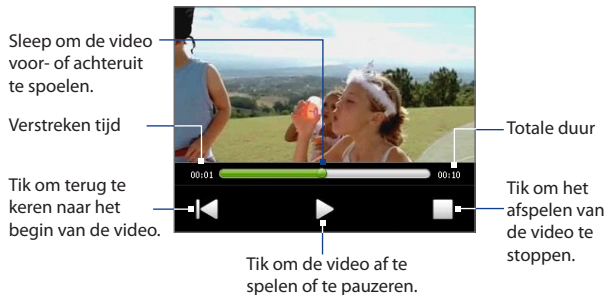 Sleep om de video
voor- of achteruit
te spoelen.
Verstreken tijd
Totale duur
00:01
00:10
Tik om terug te
keren naar het
begin van de video.
Tik om het
afspelen van
de video te
stoppen.
Tik om de video af te
spelen of te pauzeren.